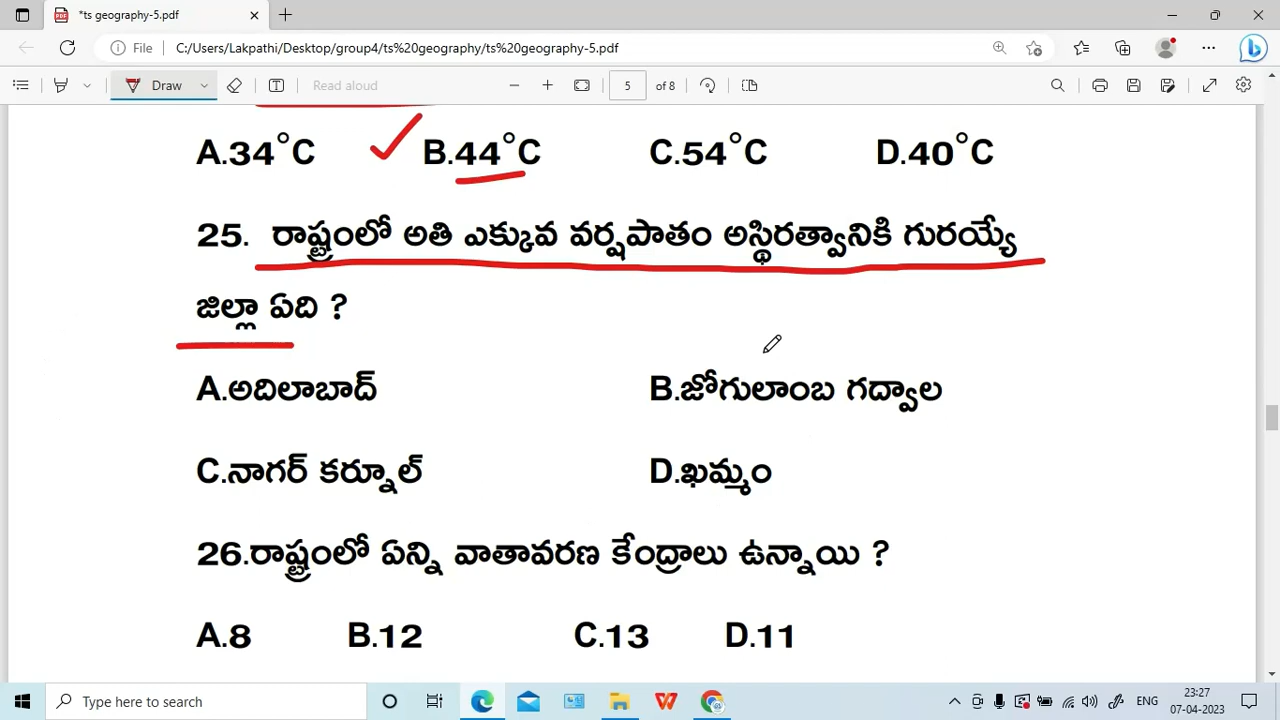 *ts geography-5.pdf
File C:/Users/Lakpathi/Desktop/group4/ts%20geography/ts%20geography-5.pdf
Draw Read aloud 5 of 8
A.34°C B.44°C C.54°C D.40°C
25. రాష్ట్రంలో అతి ఎక్కువ వర్షపాతం అస్థిరత్వానికి గురయ్యే
జిల్లా ఏది ?
A.అదిలాబాద్ B.జోగులాంబ గద్వాల
C.నాగర్ కర్నూల్ D.ఖమ్మం
26.రాష్ట్రంలో ఏన్ని వాతావరణ కేంద్రాలు ఉన్నాయి ?
A.8 B.12 C.13 D.11
Type here to search ENG 23:27
07-04-2023